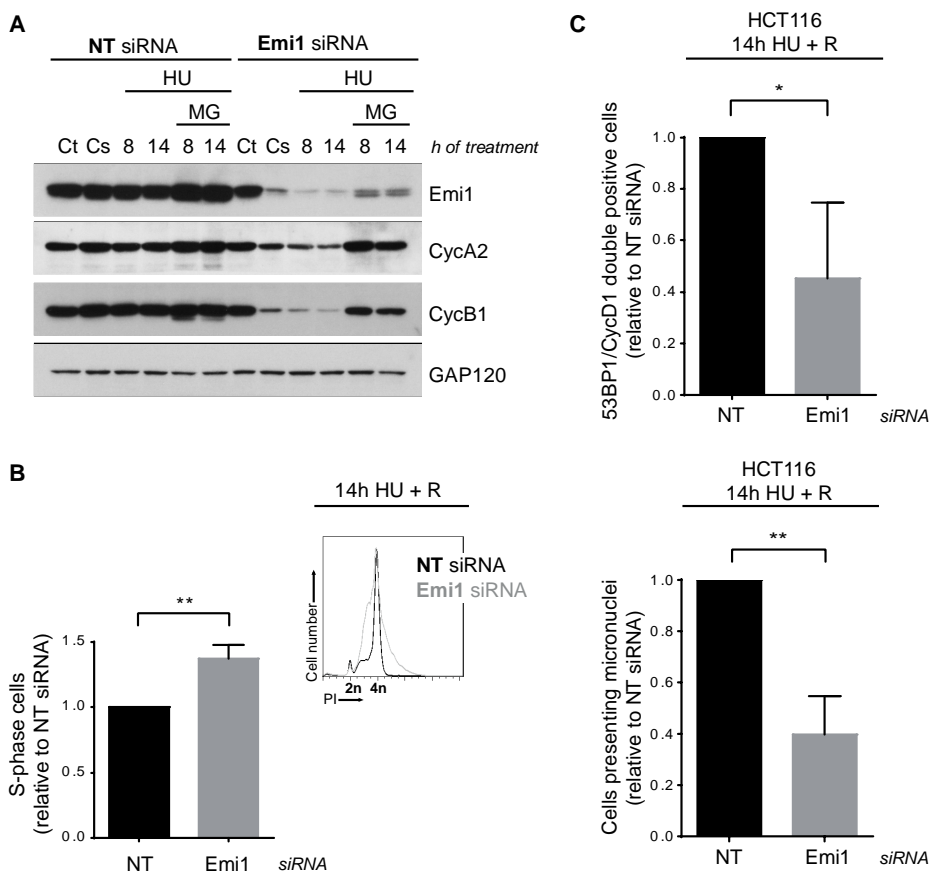 A
NT siRNA Emi1 siRNA
HU HU
MG MG
Ct Cs 8 14 8 14 Ct Cs 8 14 8 14 h of treatment
Emi1
CycA2
CycB1
GAP120
B
14h HU + R
NT siRNA
Emi1 siRNA
Cell number
2n 4n
PI
**
S-phase cells
(relative to NT siRNA)
1.5
1.0
0.5
0.0
NT Emi1 siRNA
C
HCT116
14h HU + R
*
53BP1/CycD1 double positive cells
(relative to NT siRNA)
1.0
0.8
0.6
0.4
0.2
0.0
NT Emi1 siRNA
HCT116
14h HU + R
**
Cells presenting micronuclei
(relative to NT siRNA)
1.0
0.8
0.6
0.4
0.2
0.0
NT Emi1 siRNA